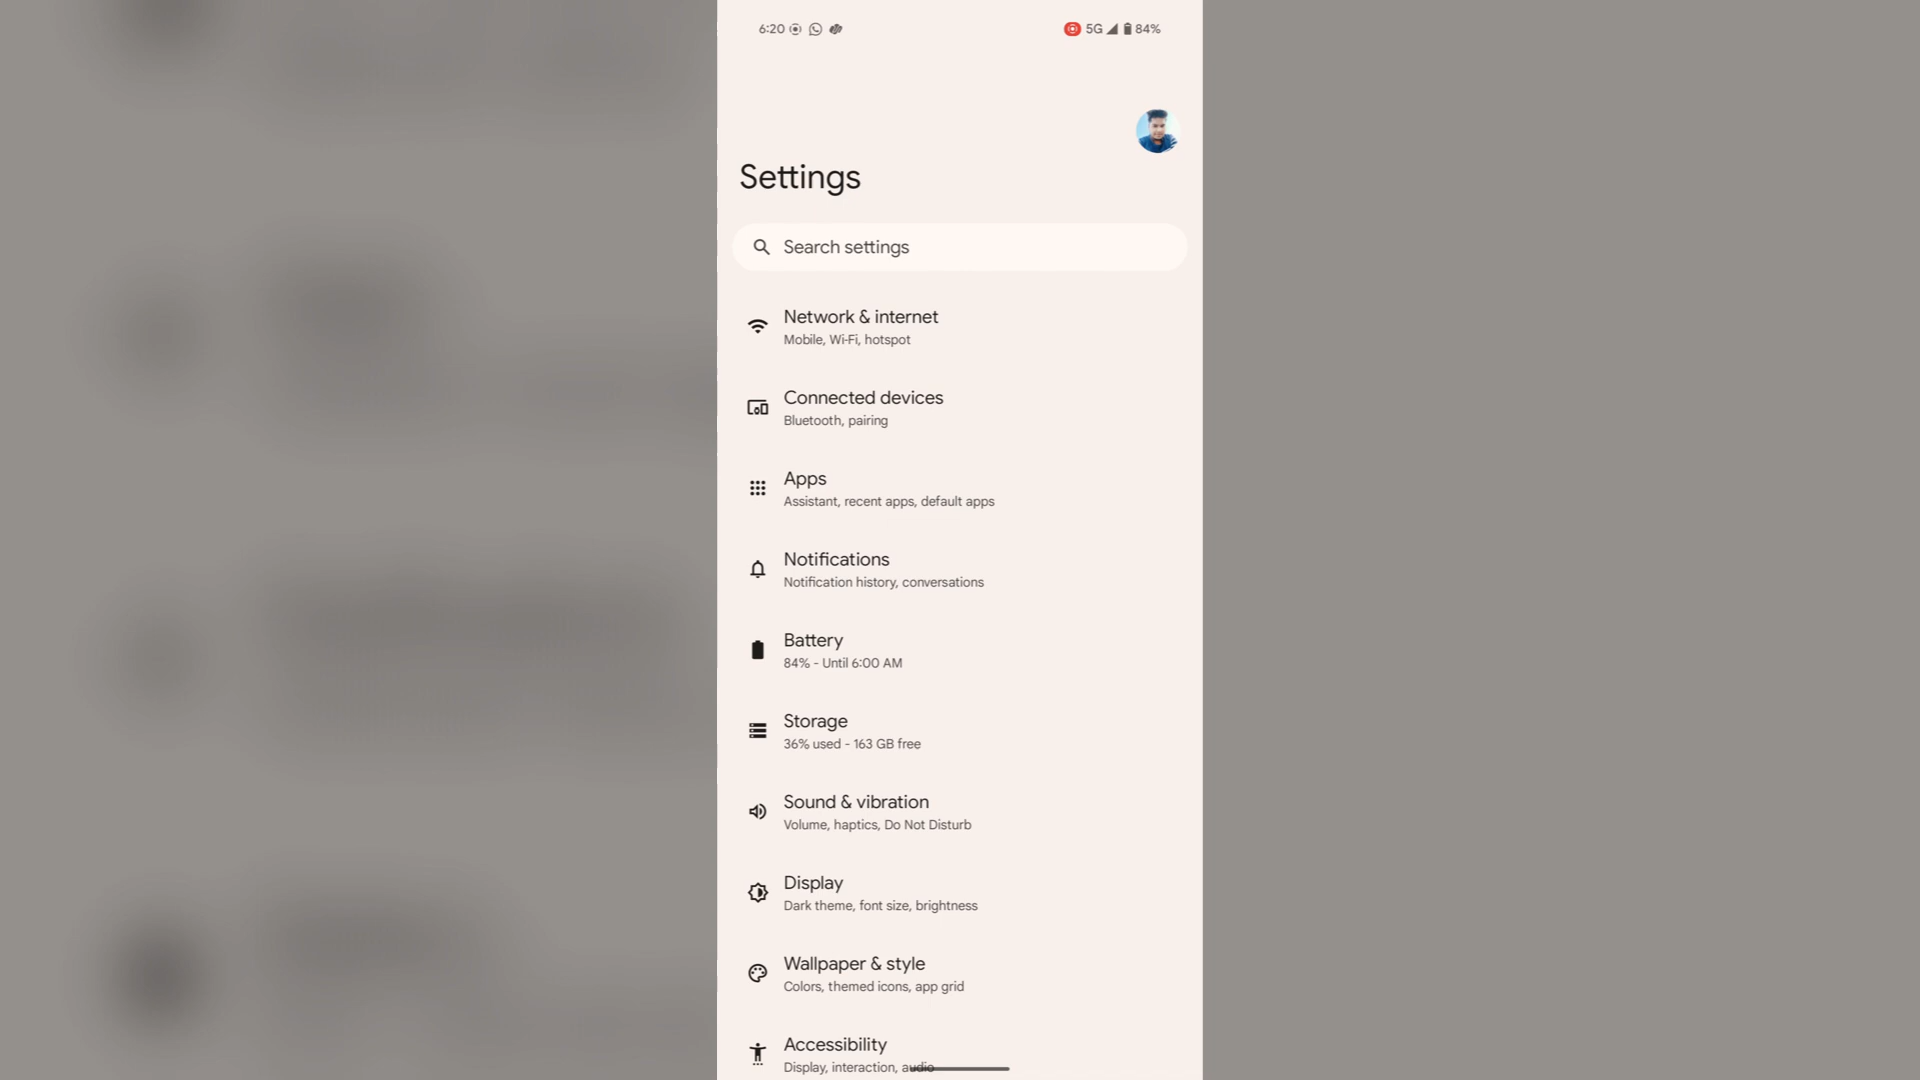 6:20 5G 84%
Settings
Search settings
Network & internet
Mobile, Wi-Fi, hotspot
Connected devices
Bluetooth, pairing
Apps
Assistant, recent apps, default apps
Notifications
Notification history, conversations
Battery
84% - Until 6:00 AM
Storage
36% used - 163 GB free
Sound & vibration
Volume, haptics, Do Not Disturb
Display
Dark theme, font size, brightness
Wallpaper & style
Colors, themed icons, app grid
Accessibility
Display, interaction, audio